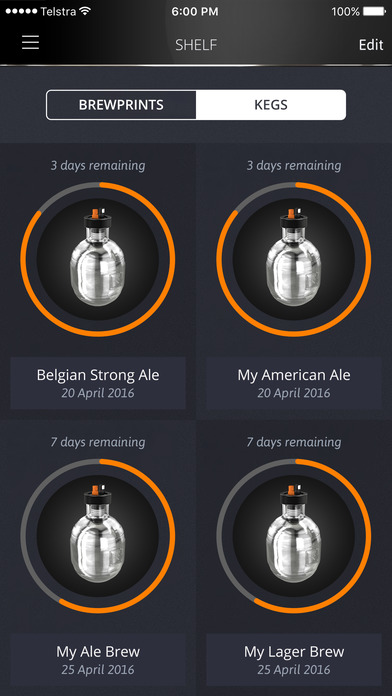 Telstra 6:00 PM 100%
SHELF Edit
BREWPRINTS KEGS
3 days remaining 3 days remaining
Belgian Strong Ale My American Ale
20 April 2016 20 April 2016
7 days remaining 7 days remaining
My Ale Brew My Lager Brew
25 April 2016 25 April 2016